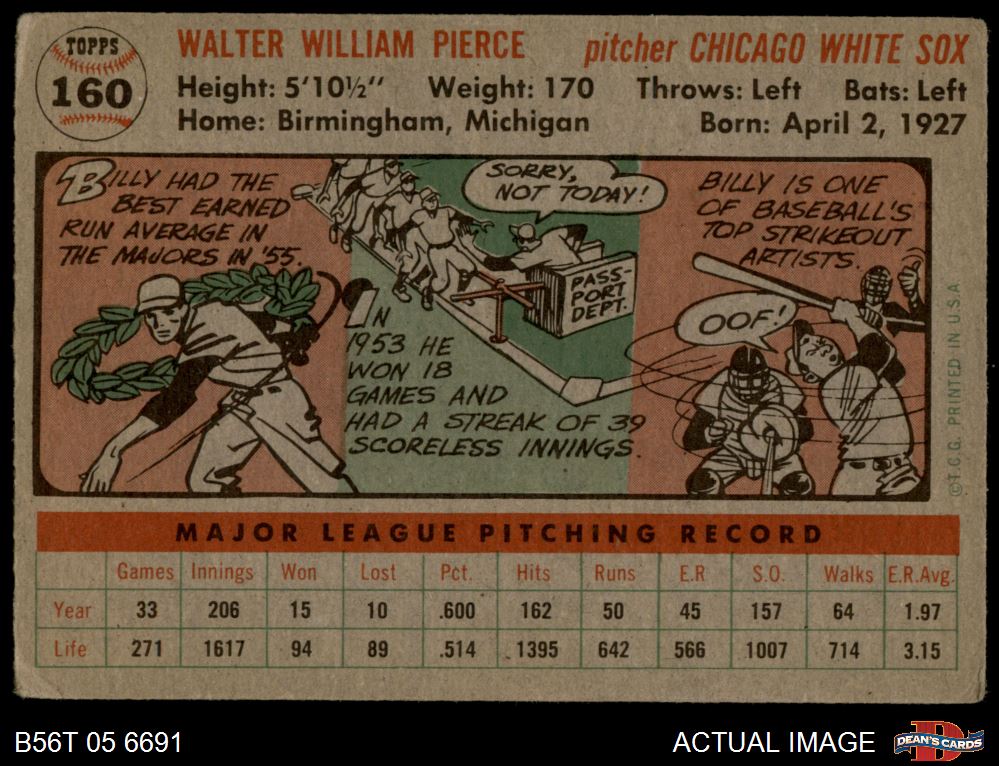 TOPPS
160
WALTER WILLIAM PIERCE pitcher CHICAGO WHITE SOX
Height: 5'10½" Weight: 170 Throws: Left Bats: Left
Home: Birmingham, Michigan Born: April 2, 1927
BILLY HAD THE
BEST EARNED
RUN AVERAGE IN
THE MAJORS IN '55.
SORRY,
NOT TODAY!
PASS-
PORT
DEPT.
IN
1953 HE
WON 18
GAMES AND
HAD A STREAK OF 39
SCORELESS INNINGS.
BILLY IS ONE
OF BASEBALL'S
TOP STRIKEOUT
ARTISTS.
OOF!
©T.C.G. PRINTED IN U.S.A.
MAJOR LEAGUE PITCHING RECORD
Games Innings Won Lost Pct. Hits Runs E.R S.O. Walks E.R.Avg.
Year 33 206 15 10 .600 162 50 45 157 64 1.97
Life 271 1617 94 89 .514 1395 642 566 1007 714 3.15
B56T 05 6691 ACTUAL IMAGE DEAN'S CARDS